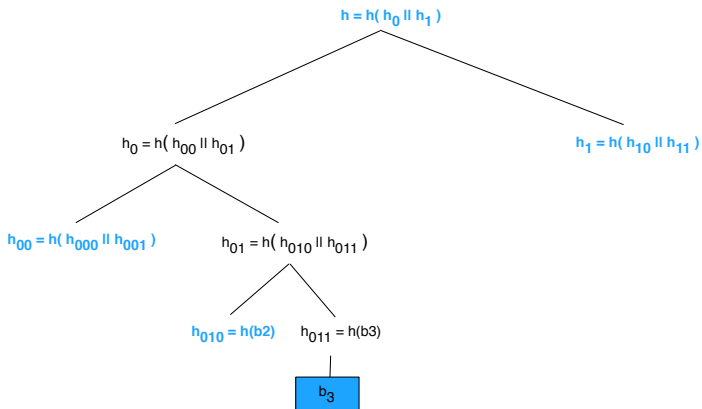 h = h( h₀ || h₁ )
h₀ = h( h₀₀ || h₀₁ )
h₁ = h( h₁₀ || h₁₁ )
h₀₀ = h( h₀₀₀ || h₀₀₁ )
h₀₁ = h( h₀₁₀ || h₀₁₁ )
h₀₁₀ = h(b2)
h₀₁₁ = h(b3)
b₃